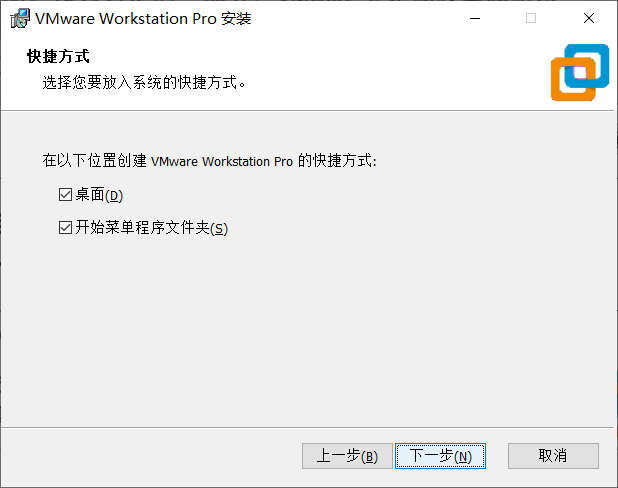 VMware Workstation Pro 安装
快捷方式
选择您要放入系统的快捷方式。
在以下位置创建 VMware Workstation Pro 的快捷方式:
桌面(D)
开始菜单程序文件夹(S)
上一步(B) 下一步(N) 取消